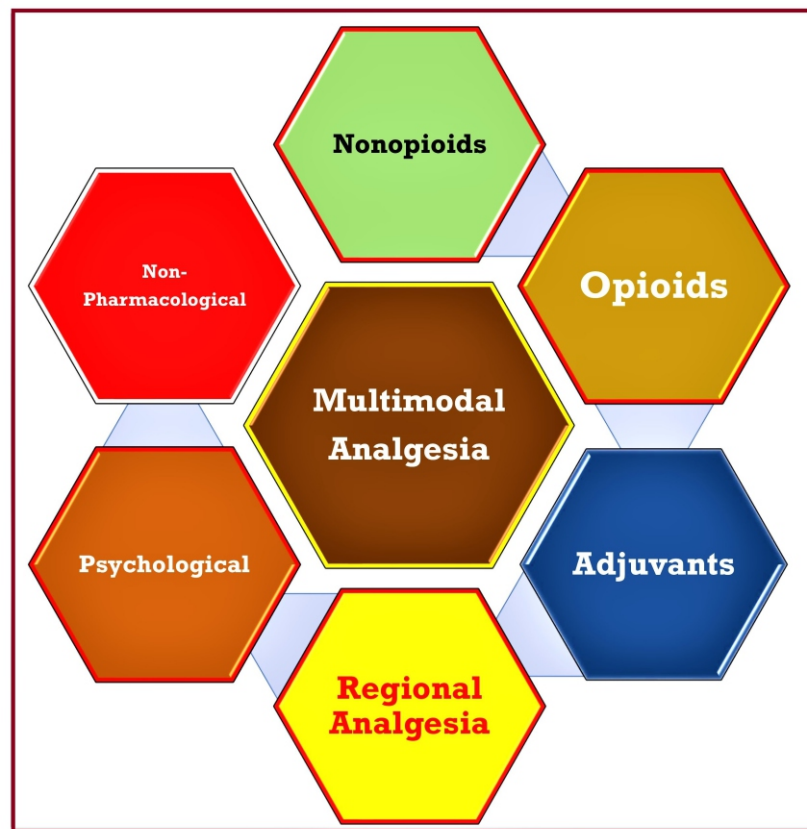 Nonopioids
Opioids
Non-
Pharmacological
Multimodal
Analgesia
Adjuvants
Psychological
Regional
Analgesia